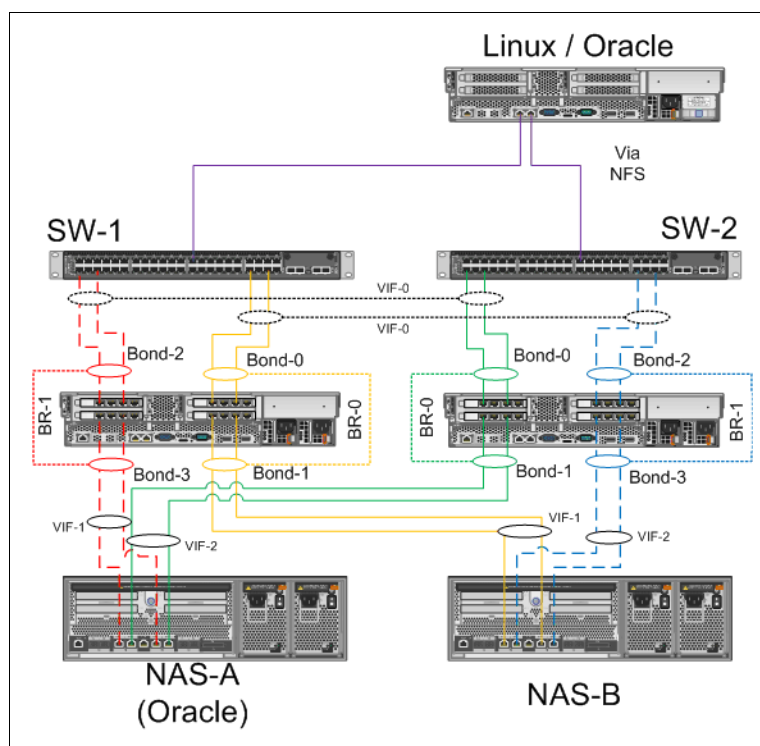 Linux / Oracle
Via
NFS
SW-1
SW-2
VIF-0
VIF-0
Bond-2
Bond-0
Bond-0
Bond-2
BR-1
BR-0
BR-0
BR-1
Bond-3
Bond-1
Bond-1
Bond-3
VIF-1
VIF-2
VIF-1
VIF-2
NAS-A
(Oracle)
NAS-B